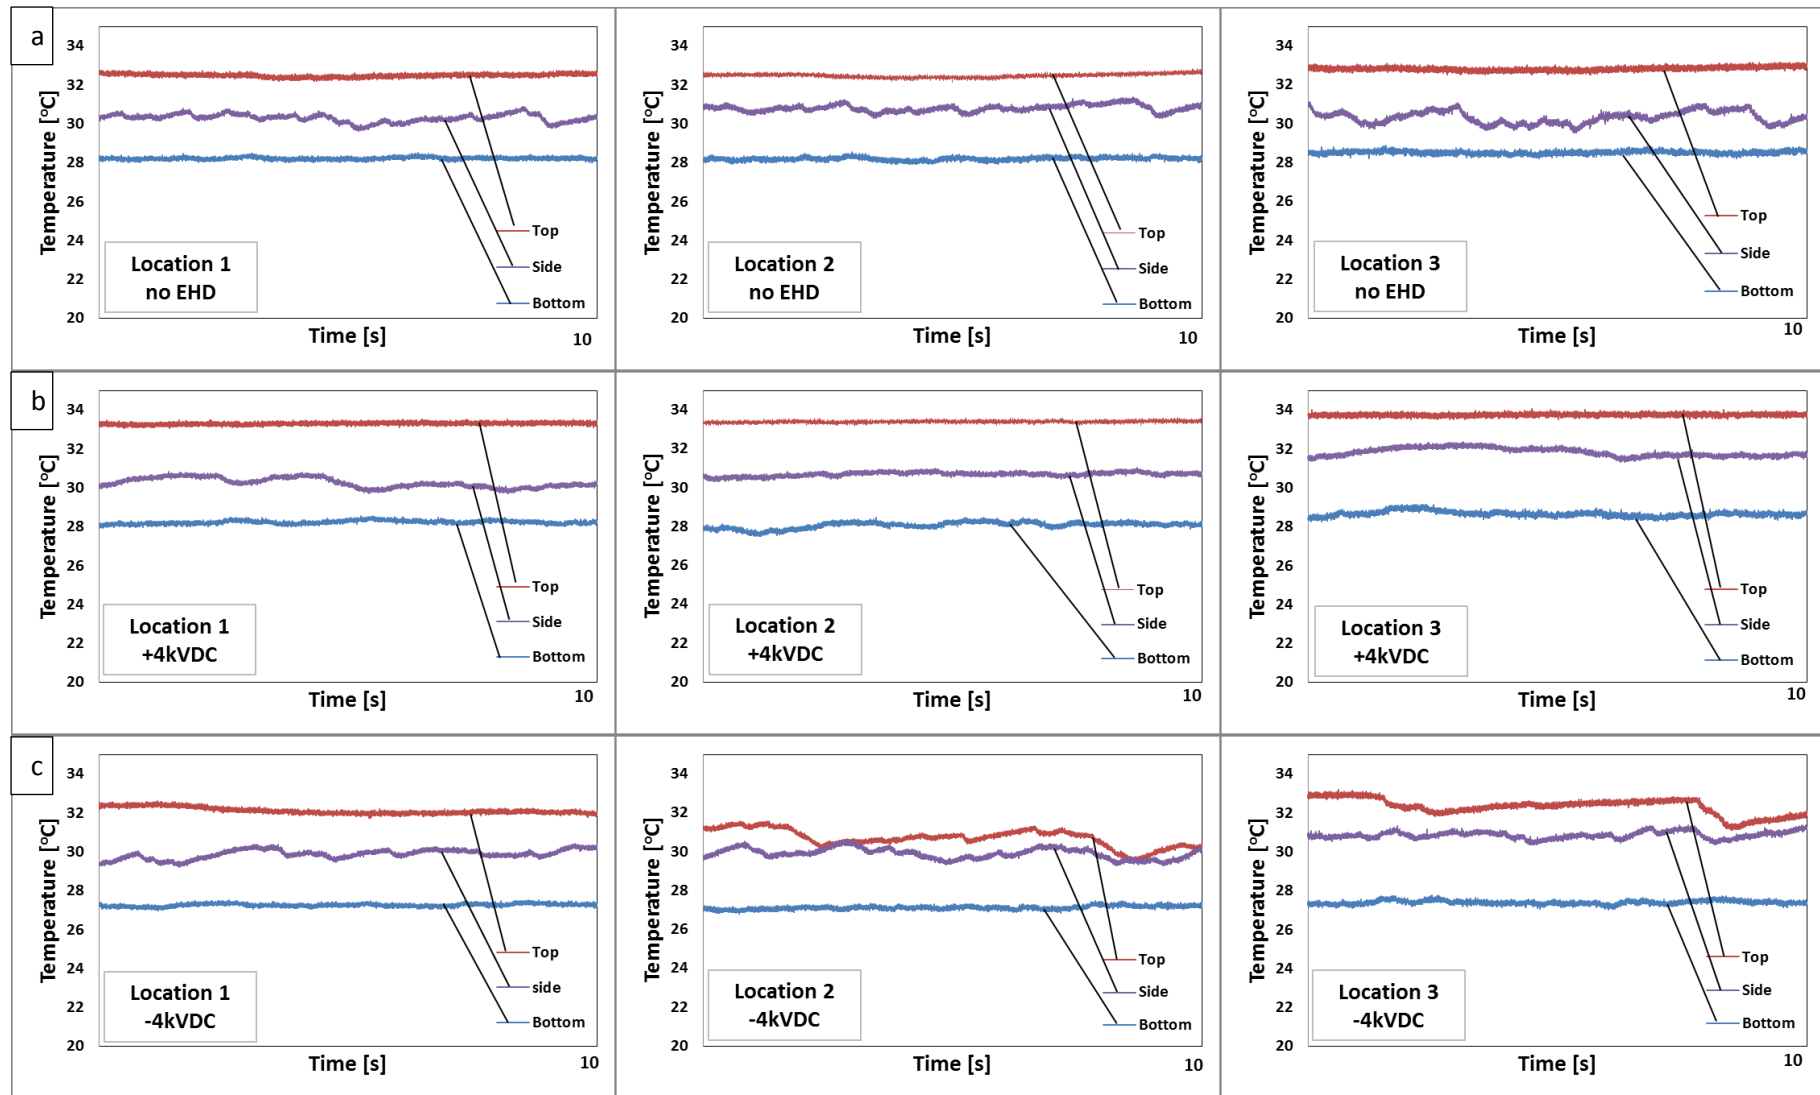 a
Temperature [°C]
34
32
30
28
26
24
22
20
Top
Side
Bottom
Location 1
no EHD
Time [s]
10
Temperature [°C]
34
32
30
28
26
24
22
20
Top
Side
Bottom
Location 2
no EHD
Time [s]
10
Temperature [°C]
34
32
30
28
26
24
22
20
Top
Side
Bottom
Location 3
no EHD
Time [s]
10
b
Temperature [°C]
34
32
30
28
26
24
22
20
Top
Side
Bottom
Location 1
+4kVDC
Time [s]
10
Temperature [°C]
34
32
30
28
26
24
22
20
Top
Side
Bottom
Location 2
+4kVDC
Time [s]
10
Temperature [°C]
34
32
30
28
26
24
22
20
Top
Side
Bottom
Location 3
+4kVDC
Time [s]
10
c
Temperature [°C]
34
32
30
28
26
24
22
20
Top
side
Bottom
Location 1
-4kVDC
Time [s]
10
Temperature [°C]
34
32
30
28
26
24
22
20
Top
Side
Bottom
Location 2
-4kVDC
Time [s]
10
Temperature [°C]
34
32
30
28
26
24
22
20
Top
Side
Bottom
Location 3
-4kVDC
Time [s]
10